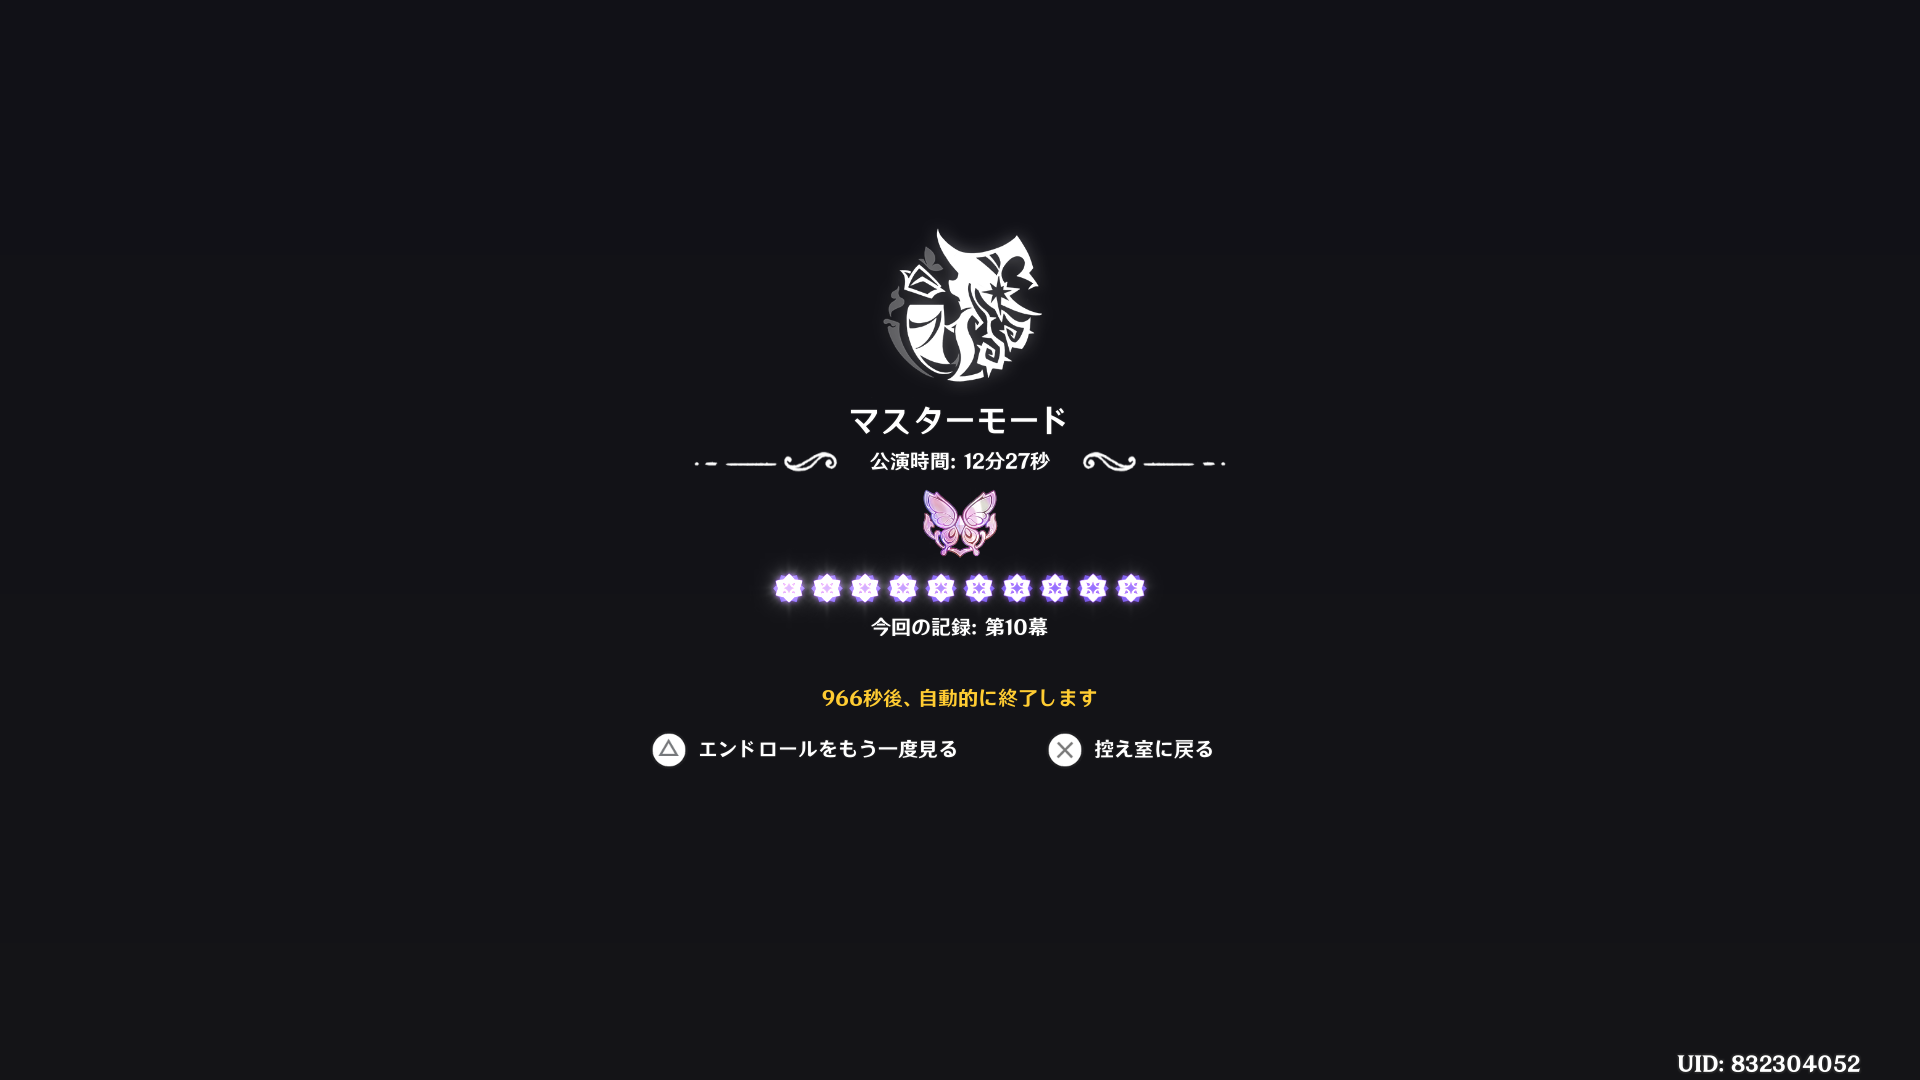 マスターモード
公演時間: 12分27秒
今回の記録: 第10幕
966秒後、自動的に終了します
エンドロールをもう一度見る
控え室に戻る
UID: 832304052